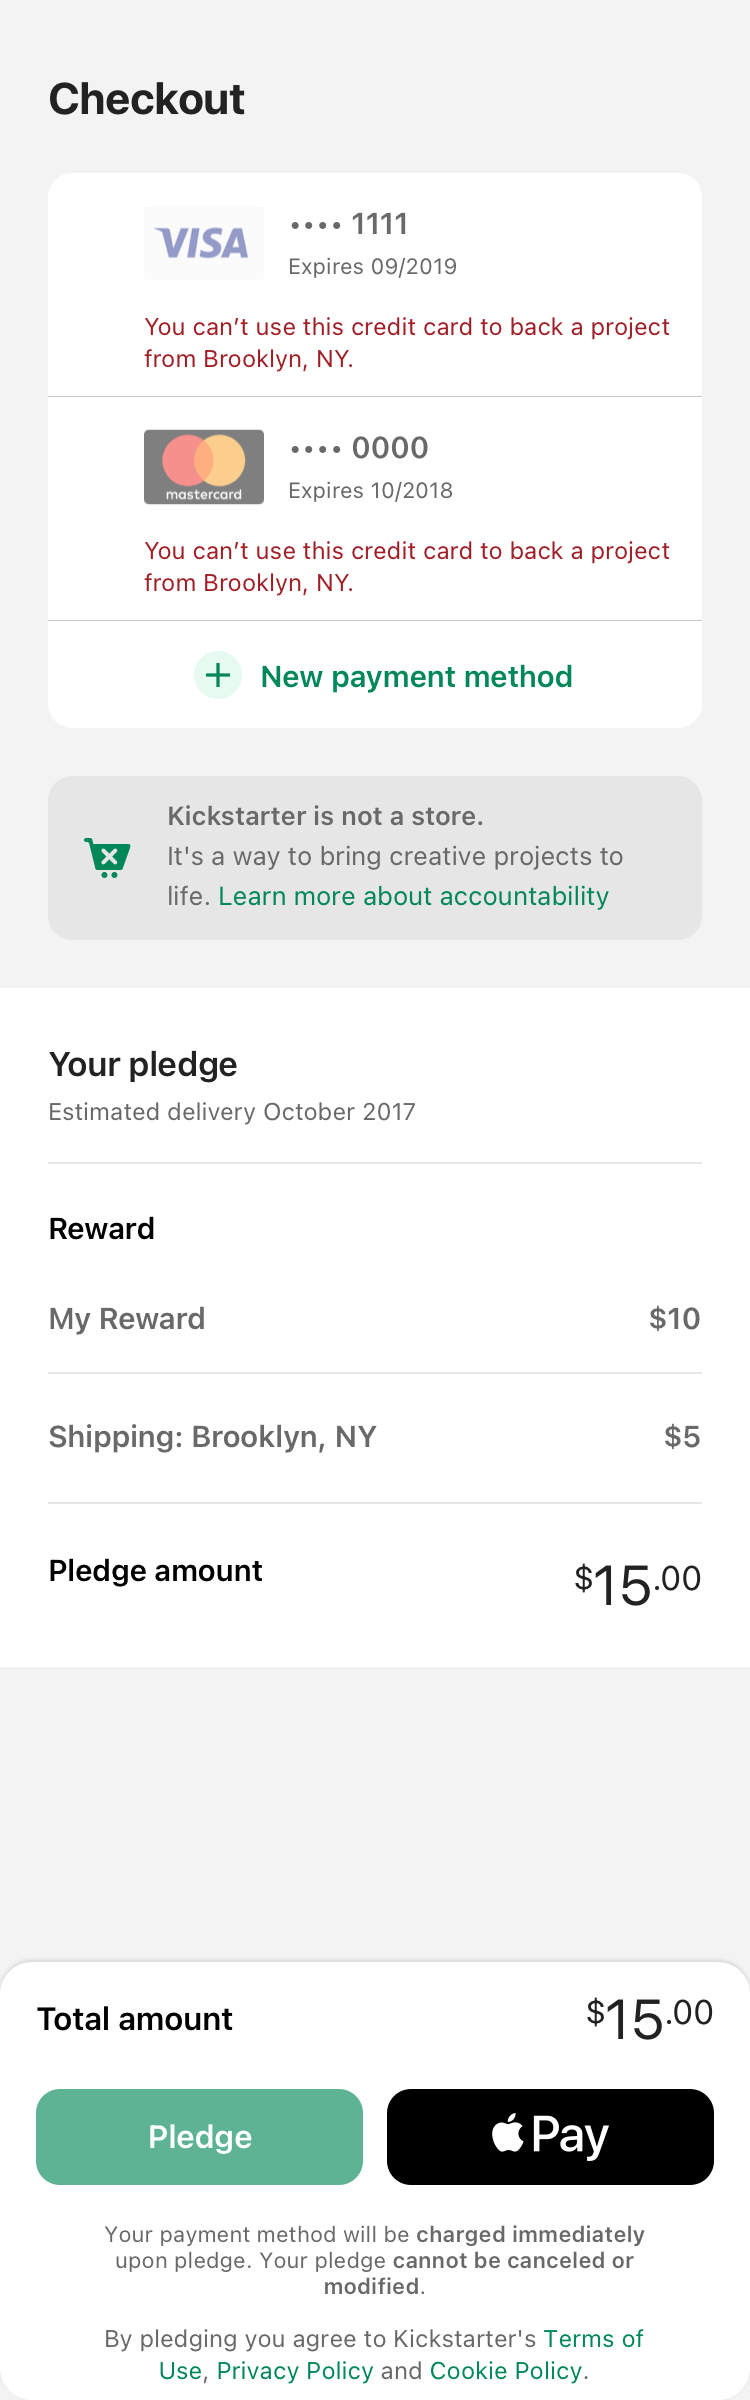 Checkout
VISA
•••• 1111
Expires 09/2019
You can’t use this credit card to back a project
from Brooklyn, NY.
mastercard
•••• 0000
Expires 10/2018
You can’t use this credit card to back a project
from Brooklyn, NY.
New payment method
Kickstarter is not a store.
It's a way to bring creative projects to
life. Learn more about accountability
Your pledge
Estimated delivery October 2017
Reward
My Reward $10
Shipping: Brooklyn, NY $5
Pledge amount $15.00
Total amount $15.00
Pledge
Pay
Your payment method will be charged immediately
upon pledge. Your pledge cannot be canceled or
modified.
By pledging you agree to Kickstarter's Terms of
Use, Privacy Policy and Cookie Policy.